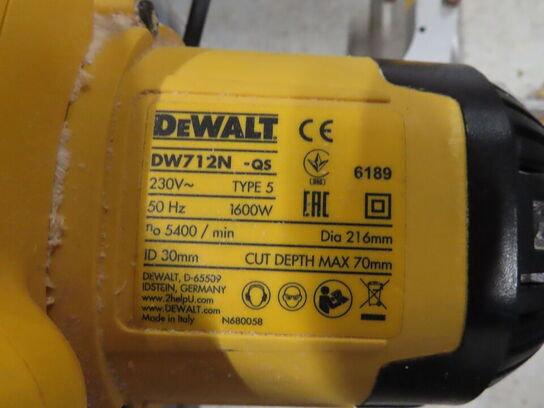 DEWALT CE
DW712N -QS 6189
230V~ TYPE 5
50 Hz 1600W EAC
n₀ 5400 / min Dia 216mm
ID 30mm CUT DEPTH MAX 70mm
DEWALT, D-65509
IDSTEIN, GERMANY
www.2helpU.com
www.DEWALT.com
Made in Italy N680058